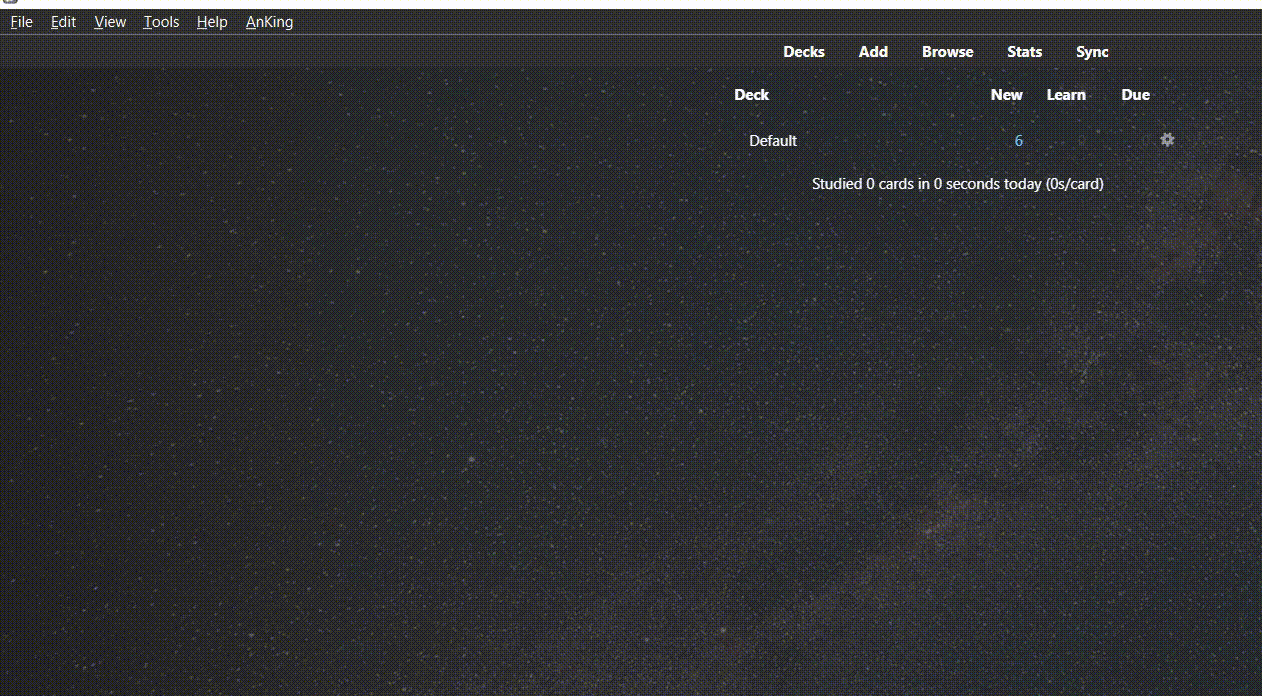 File Edit View Tools Help AnKing
Decks Add Browse Stats Sync
Deck New Learn Due
Default 6
Studied 0 cards in 0 seconds today (0s/card)